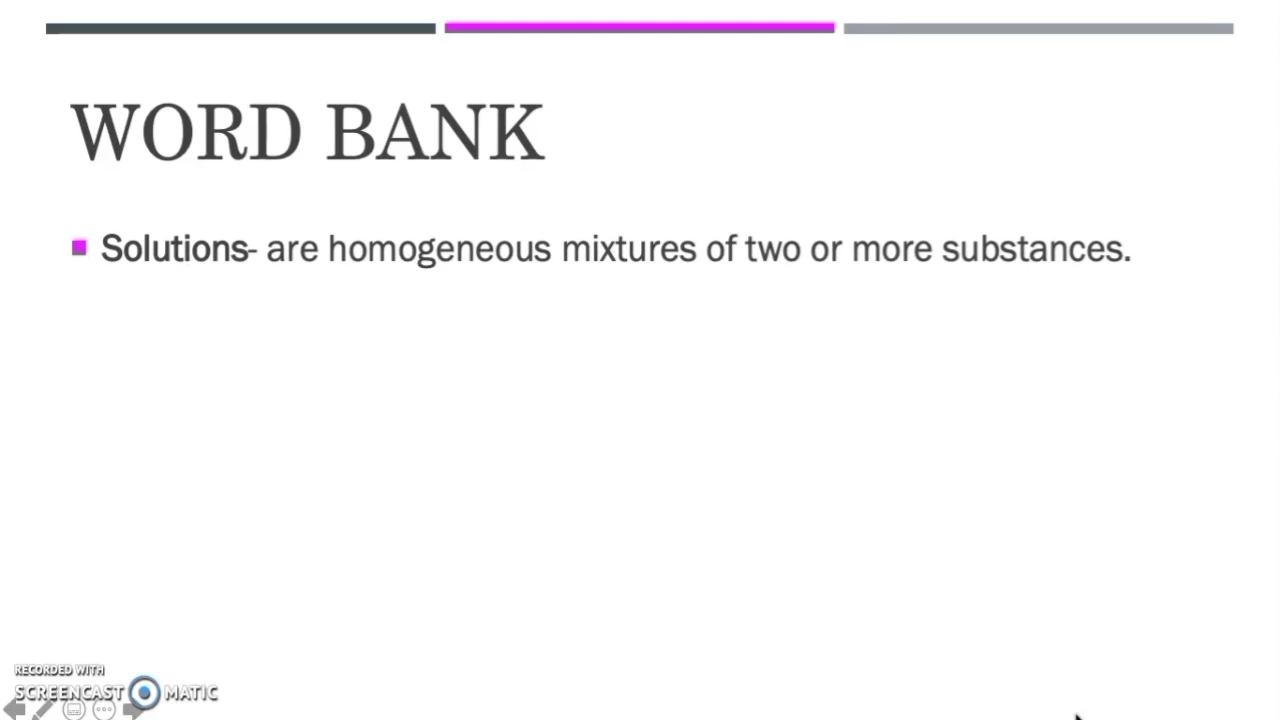 WORD BANK
Solutions- are homogeneous mixtures of two or more substances.
RECORDED WITH
SCREENCAST MATIC